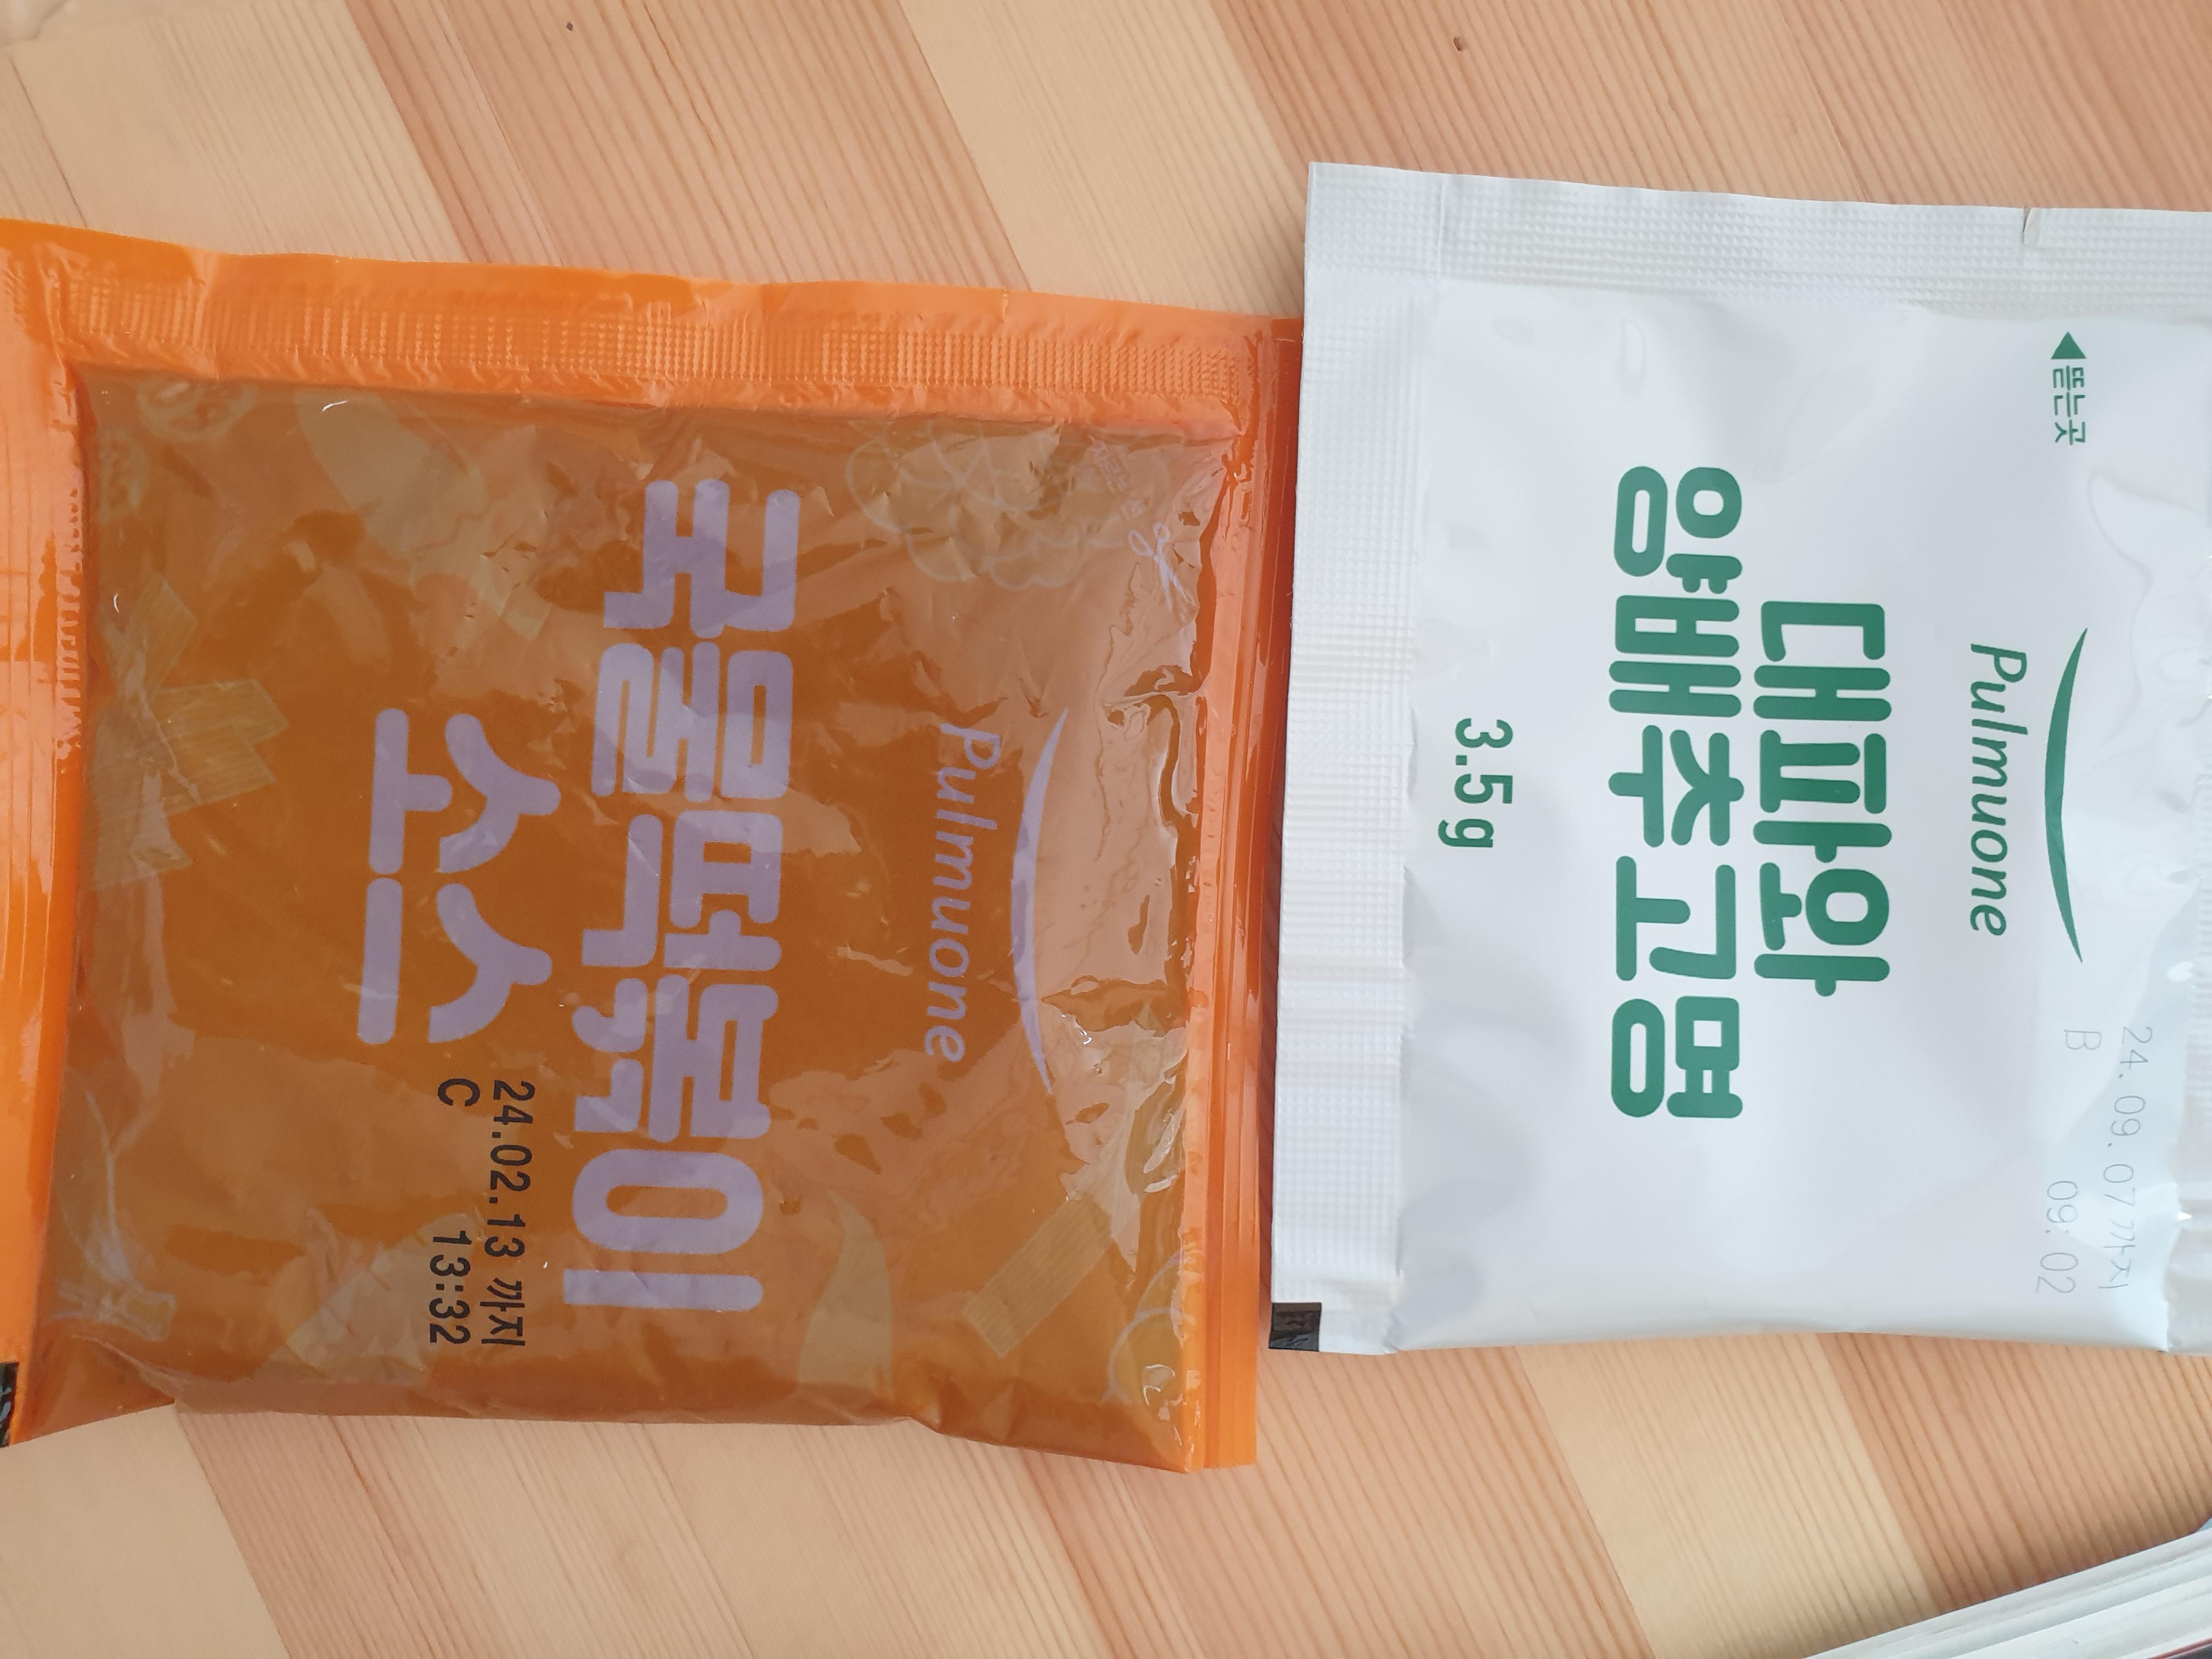 ◀뜯는곳
Pulmuone
대파와
양배추고명
3.5g
24.09.07까지
B 09:02
Pulmuone
국물떡볶이
소스
24.02.13 까지
C 13:32